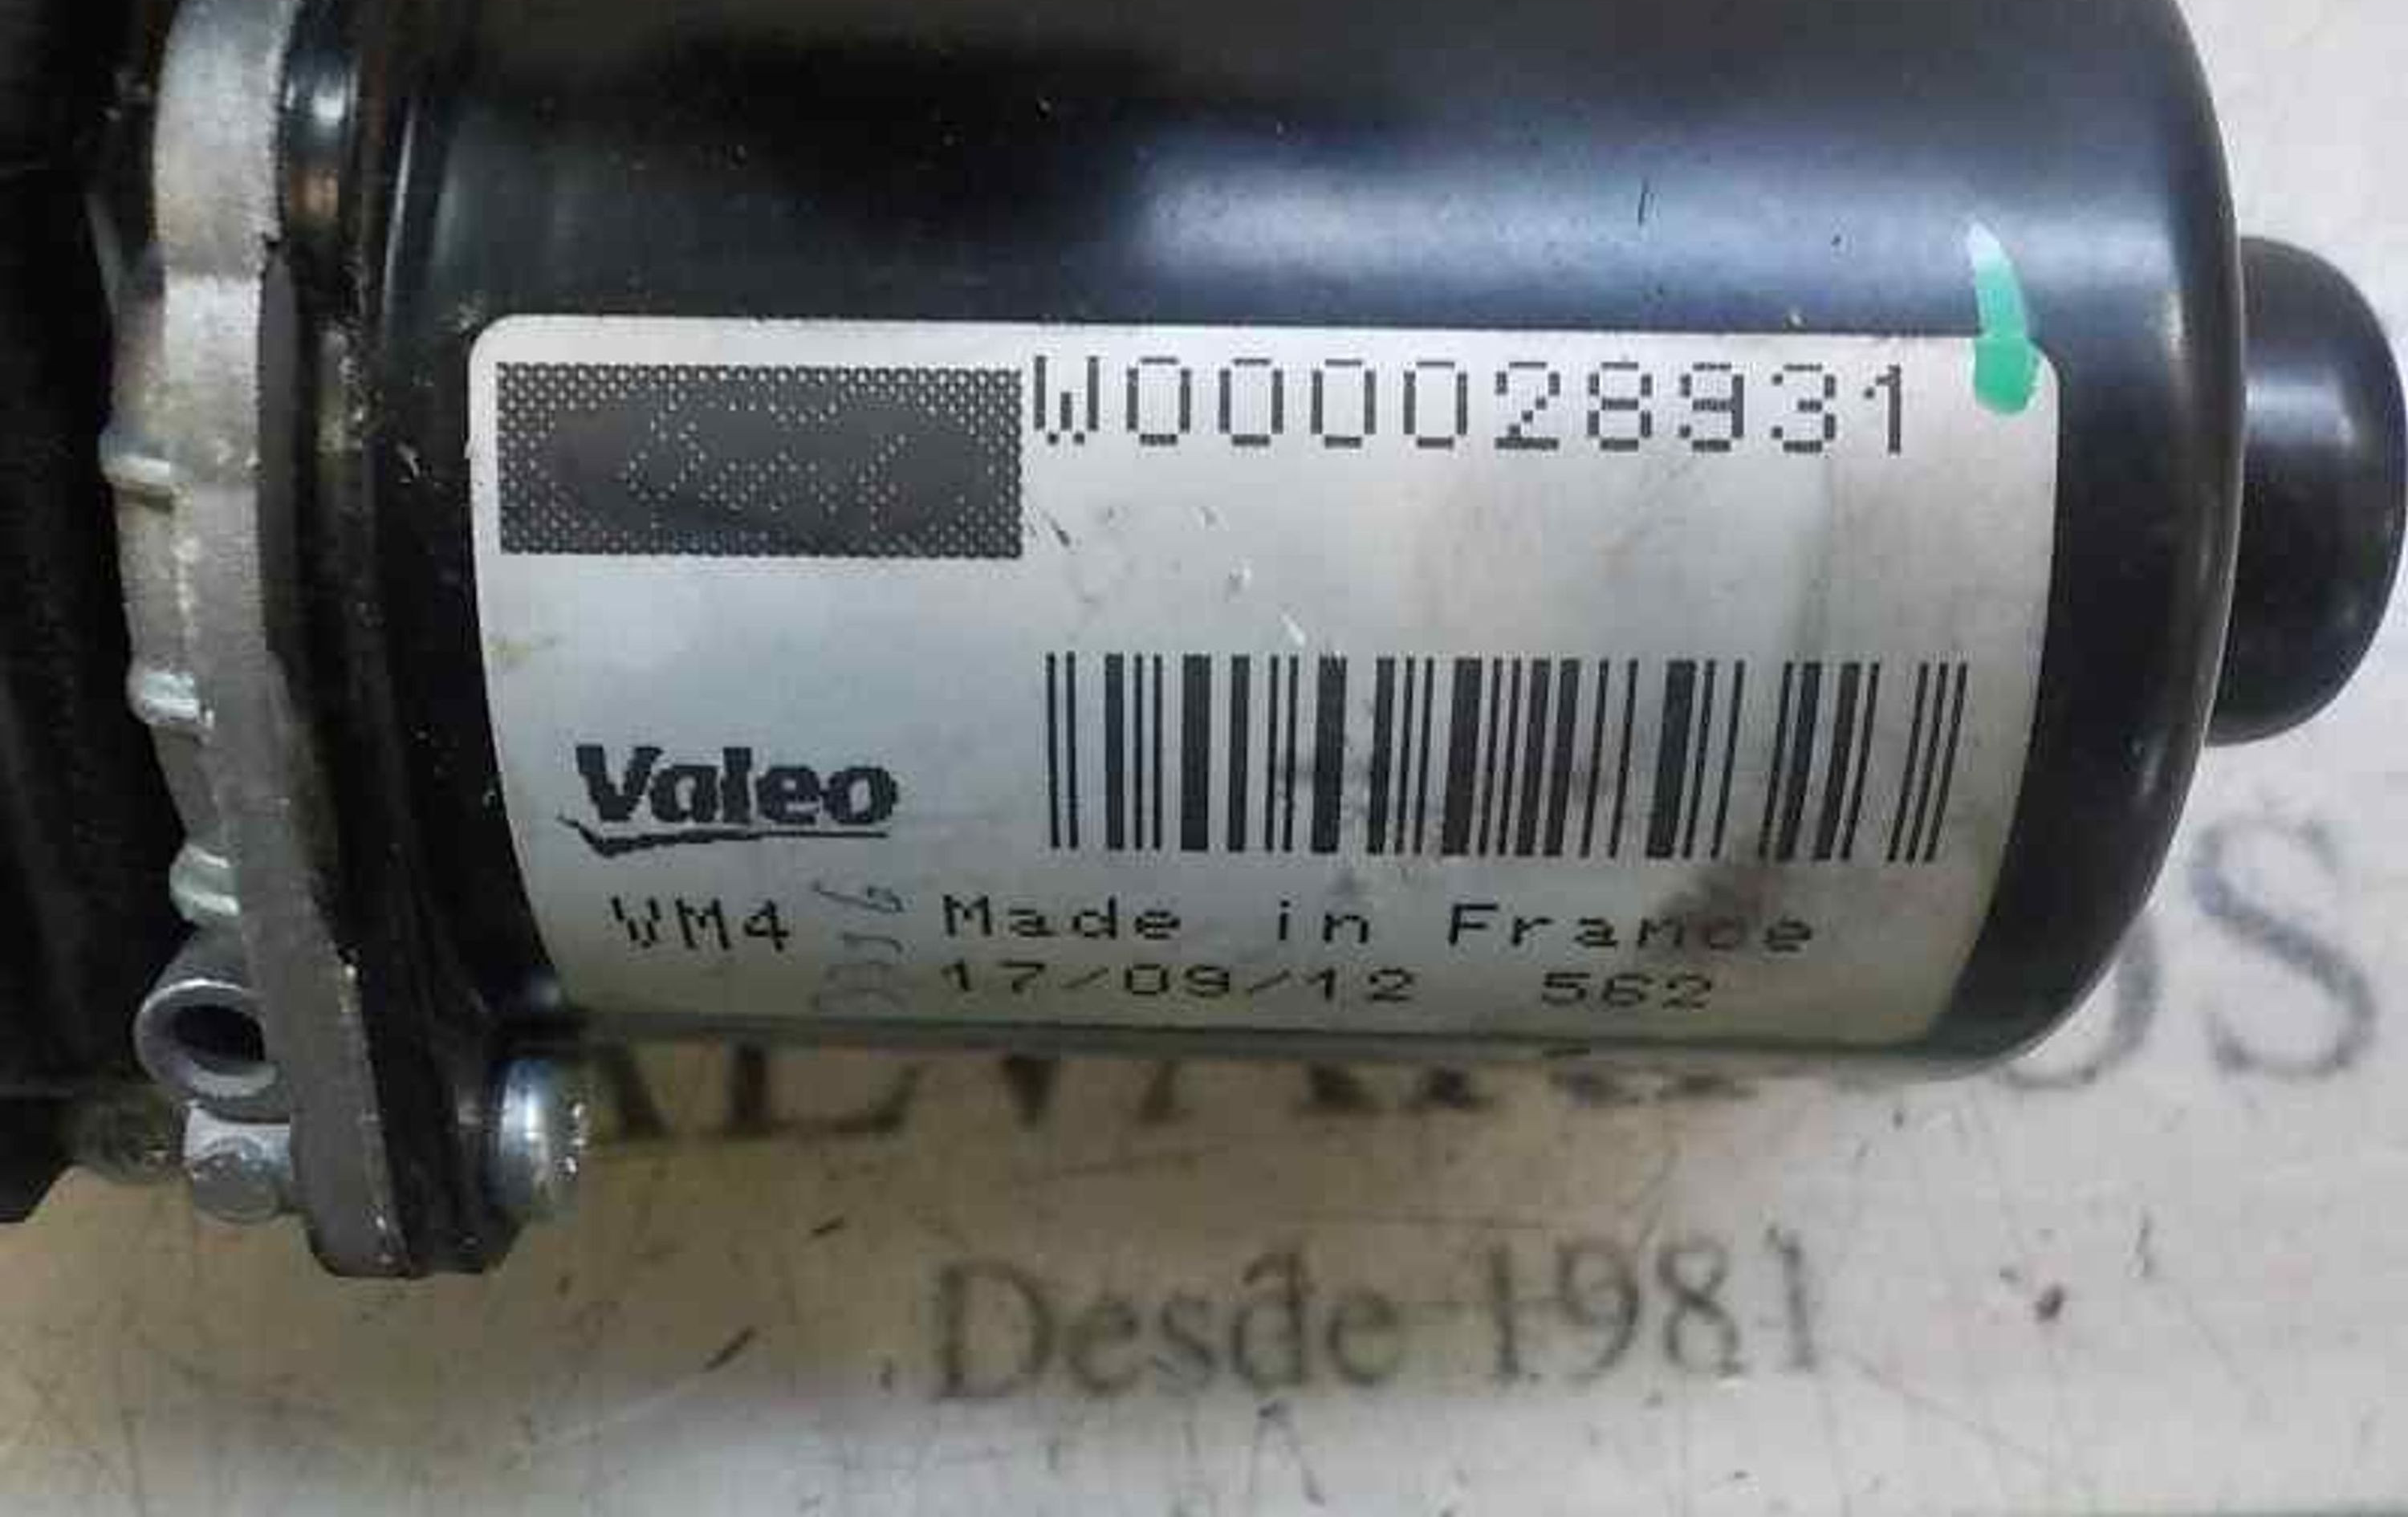 W000028931
Valeo
WM4 Made in France
17/09/12 562
Desde 1981